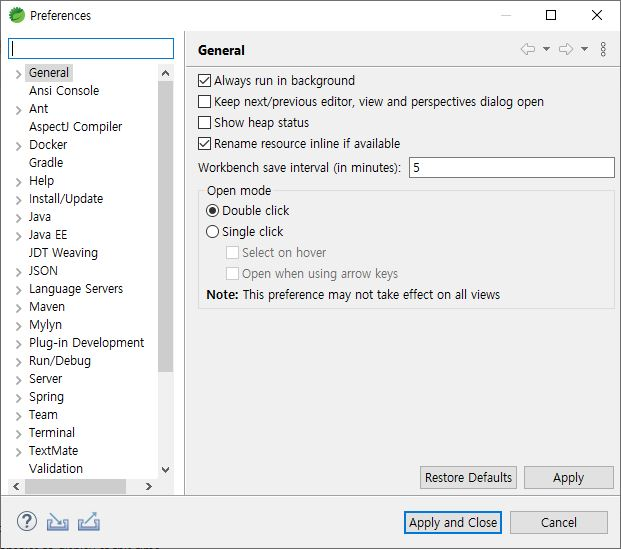 Preferences
General
Ansi Console
Ant
AspectJ Compiler
Docker
Gradle
Help
Install/Update
Java
Java EE
JDT Weaving
JSON
Language Servers
Maven
Mylyn
Plug-in Development
Run/Debug
Server
Spring
Team
Terminal
TextMate
Validation
General
Always run in background
Keep next/previous editor, view and perspectives dialog open
Show heap status
Rename resource inline if available
Workbench save interval (in minutes): 5
Open mode
Double click
Single click
Select on hover
Open when using arrow keys
Note: This preference may not take effect on all views
Restore Defaults Apply
Apply and Close Cancel